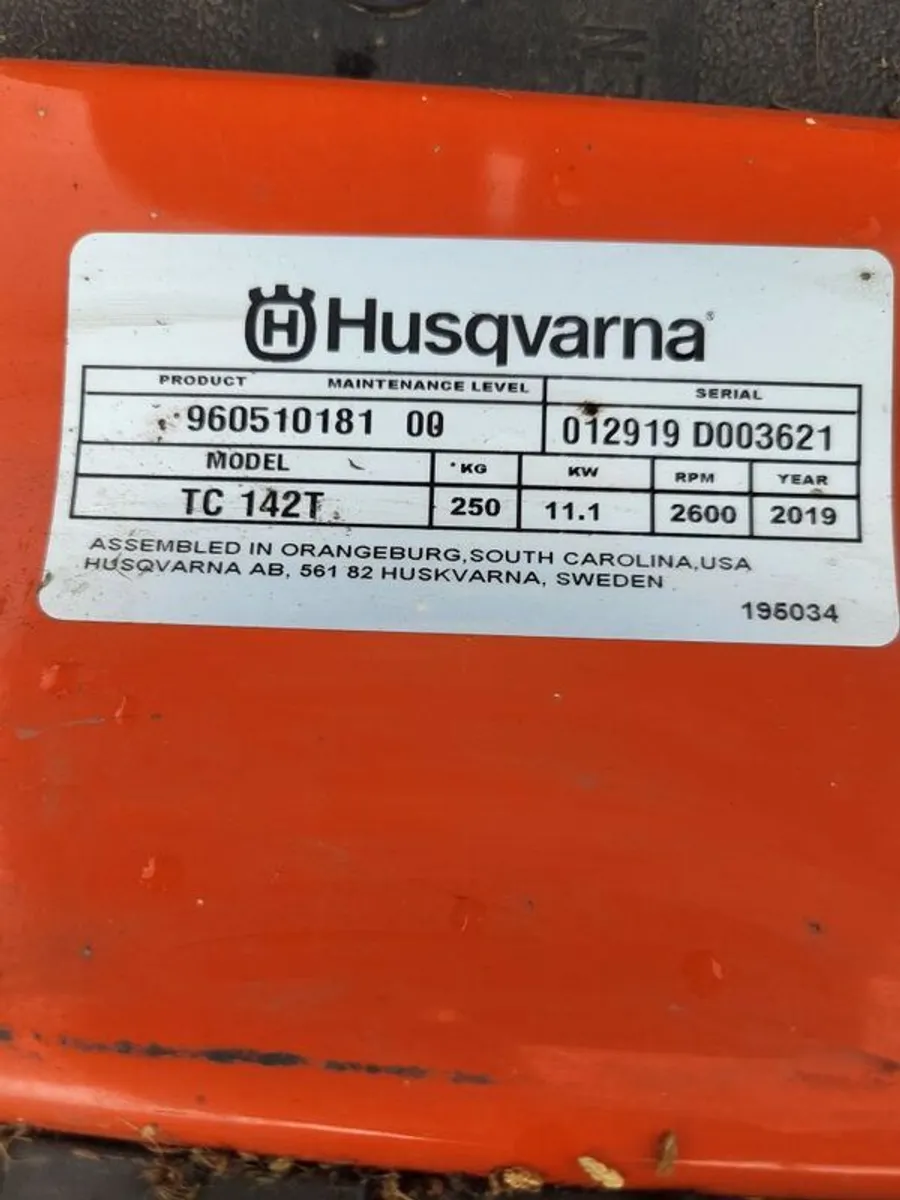 Husqvarna®
PRODUCT MAINTENANCE LEVEL SERIAL
960510181 00 012919 D003621
MODEL KG KW RPM YEAR
TC 142T 250 11.1 2600 2019
ASSEMBLED IN ORANGEBURG,SOUTH CAROLINA,USA
HUSQVARNA AB, 561 82 HUSKVARNA, SWEDEN
195034